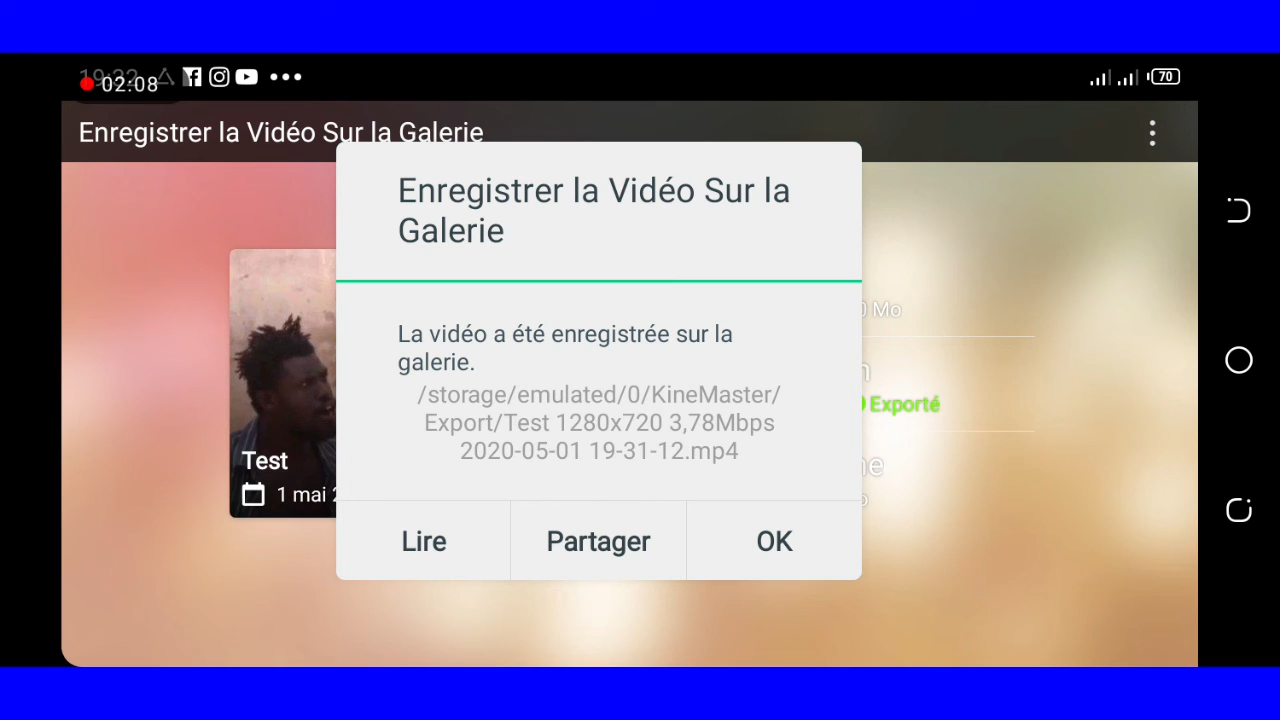 02:08
70
Enregistrer la Vidéo Sur la Galerie
Enregistrer la Vidéo Sur la
Galerie
La vidéo a été enregistrée sur la
galerie.
/storage/emulated/0/KineMaster/
Export/Test 1280x720 3,78Mbps
2020-05-01 19-31-12.mp4
Lire
Partager
OK
Test
1 mai
Mo
Exporté